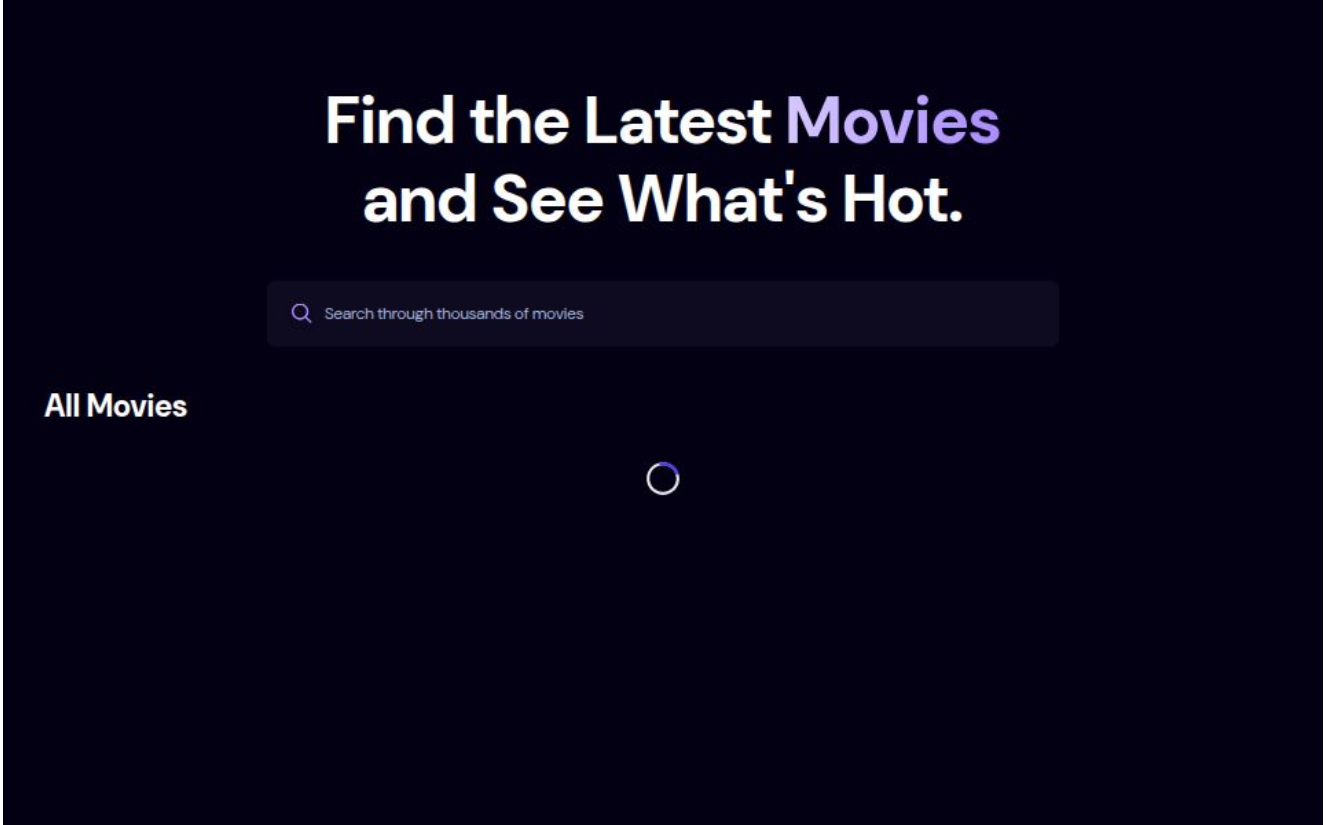 Find the Latest Movies
and See What's Hot.
Search through thousands of movies
All Movies